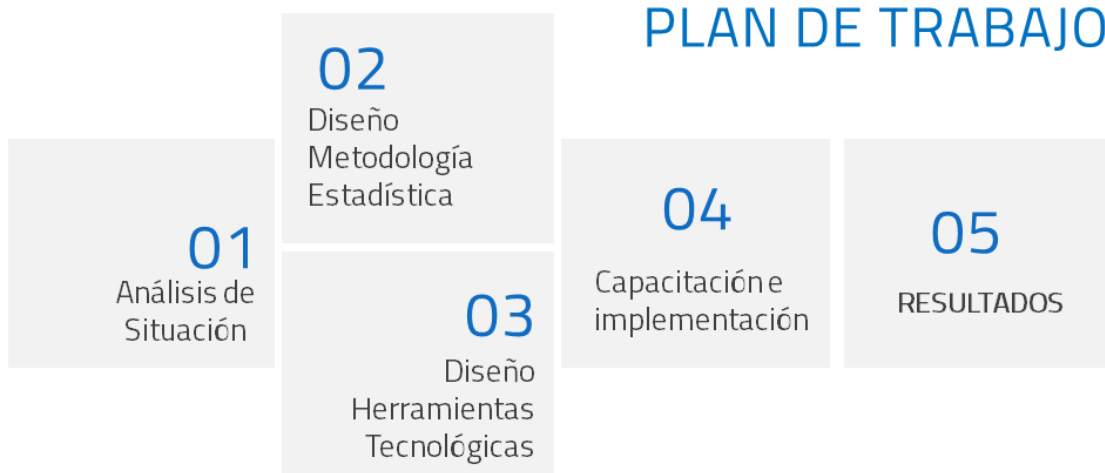 PLAN DE TRABAJO
01
Análisis de
Situación
02
Diseño
Metodología
Estadística
03
Diseño
Herramientas
Tecnológicas
04
Capacitación e
implementación
05
RESULTADOS